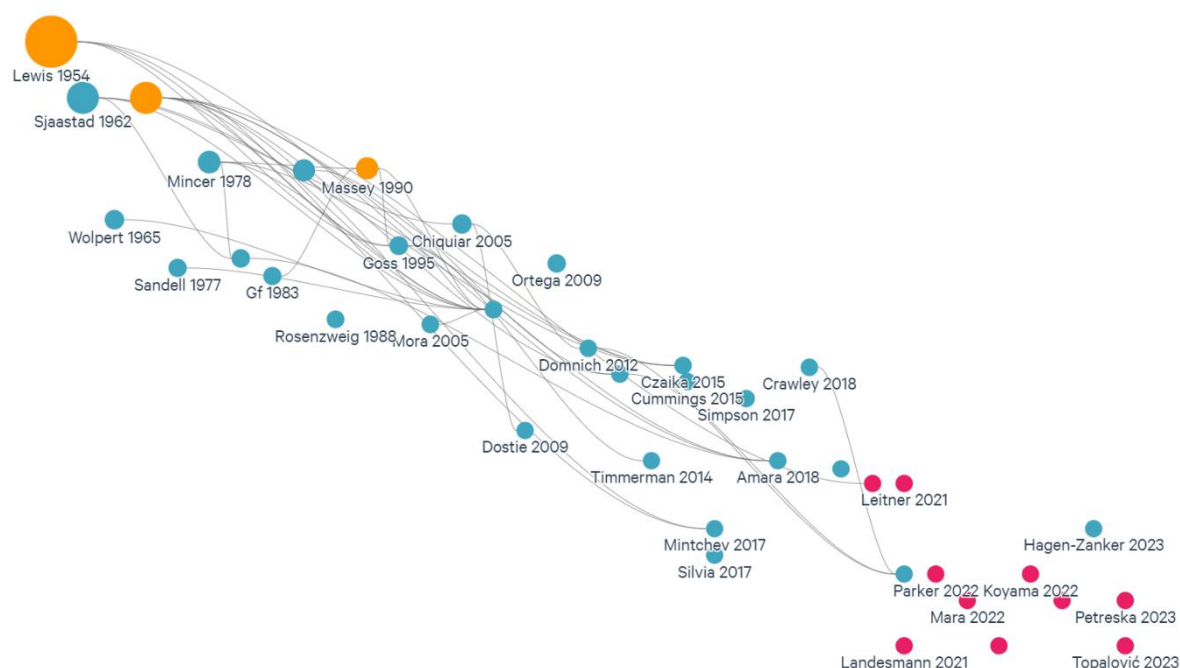 Lewis 1954
Sjaastad 1962
Mincer 1978
Massey 1990
Wolpert 1965
Chiquiar 2005
Goss 1995
Sandell 1977
Gf 1983
Ortega 2009
Rosenzweig 1988
Mora 2005
Domnich 2012
Czaika 2015
Crawley 2018
Cummings 2015
Simpson 2017
Dostie 2009
Timmerman 2014
Amara 2018
Leitner 2021
Mintchev 2017
Hagen-Zanker 2023
Silvia 2017
Parker 2022
Koyama 2022
Mara 2022
Petreska 2023
Landesmann 2021
Topalović 2023